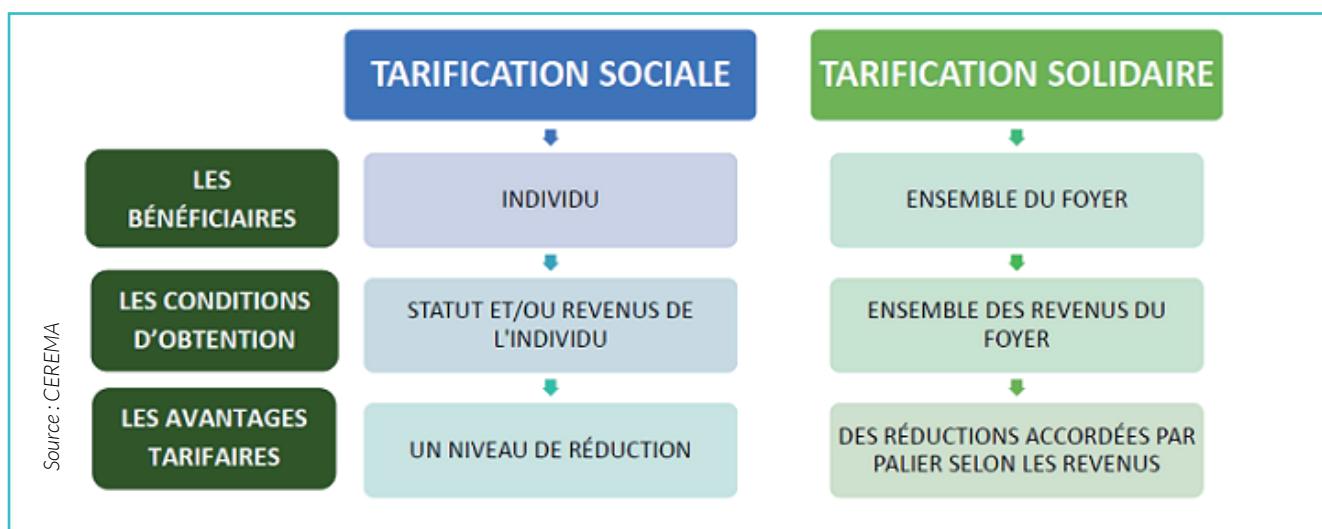 TARIFICATION SOCIALE
TARIFICATION SOLIDAIRE
LES
BÉNÉFICIAIRES
INDIVIDU
ENSEMBLE DU FOYER
LES CONDITIONS
D’OBTENTION
STATUT ET/OU REVENUS DE
L'INDIVIDU
ENSEMBLE DES REVENUS DU
FOYER
LES AVANTAGES
TARIFAIRES
UN NIVEAU DE RÉDUCTION
DES RÉDUCTIONS ACCORDÉES PAR
PALIER SELON LES REVENUS
Source : CEREMA